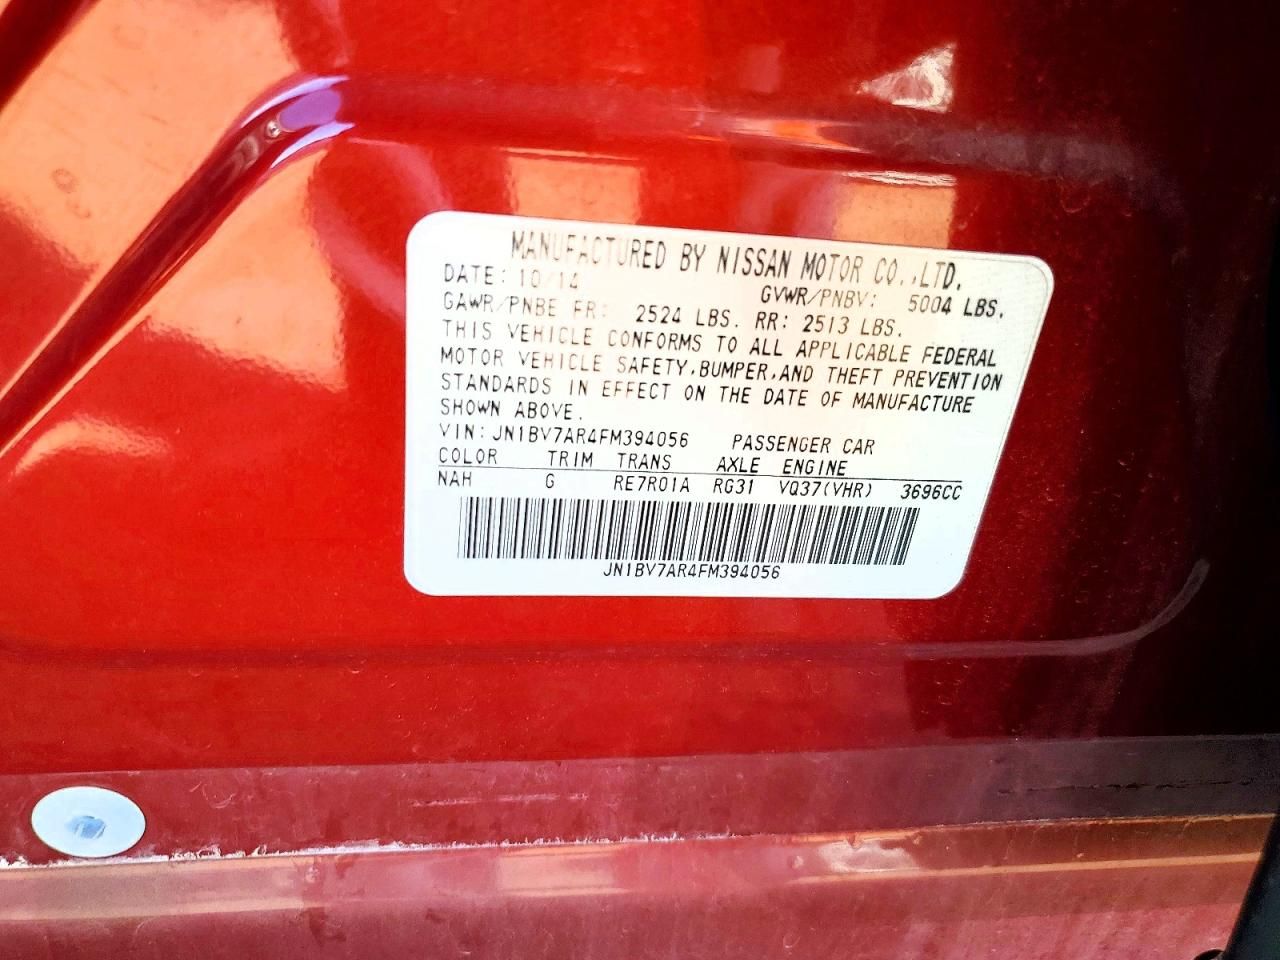 MANUFACTURED BY NISSAN MOTOR CO.,LTD.
DATE: 10/14 GVWR/PNBV: 5004 LBS.
GAWR/PNBE FR: 2524 LBS. RR: 2513 LBS.
THIS VEHICLE CONFORMS TO ALL APPLICABLE FEDERAL
MOTOR VEHICLE SAFETY,BUMPER,AND THEFT PREVENTION
STANDARDS IN EFFECT ON THE DATE OF MANUFACTURE
SHOWN ABOVE.
VIN: JN1BV7AR4FM394056 PASSENGER CAR
COLOR TRIM TRANS AXLE ENGINE
NAH G RE7R01A RG31 VQ37(VHR) 3696CC
JN1BV7AR4FM394056